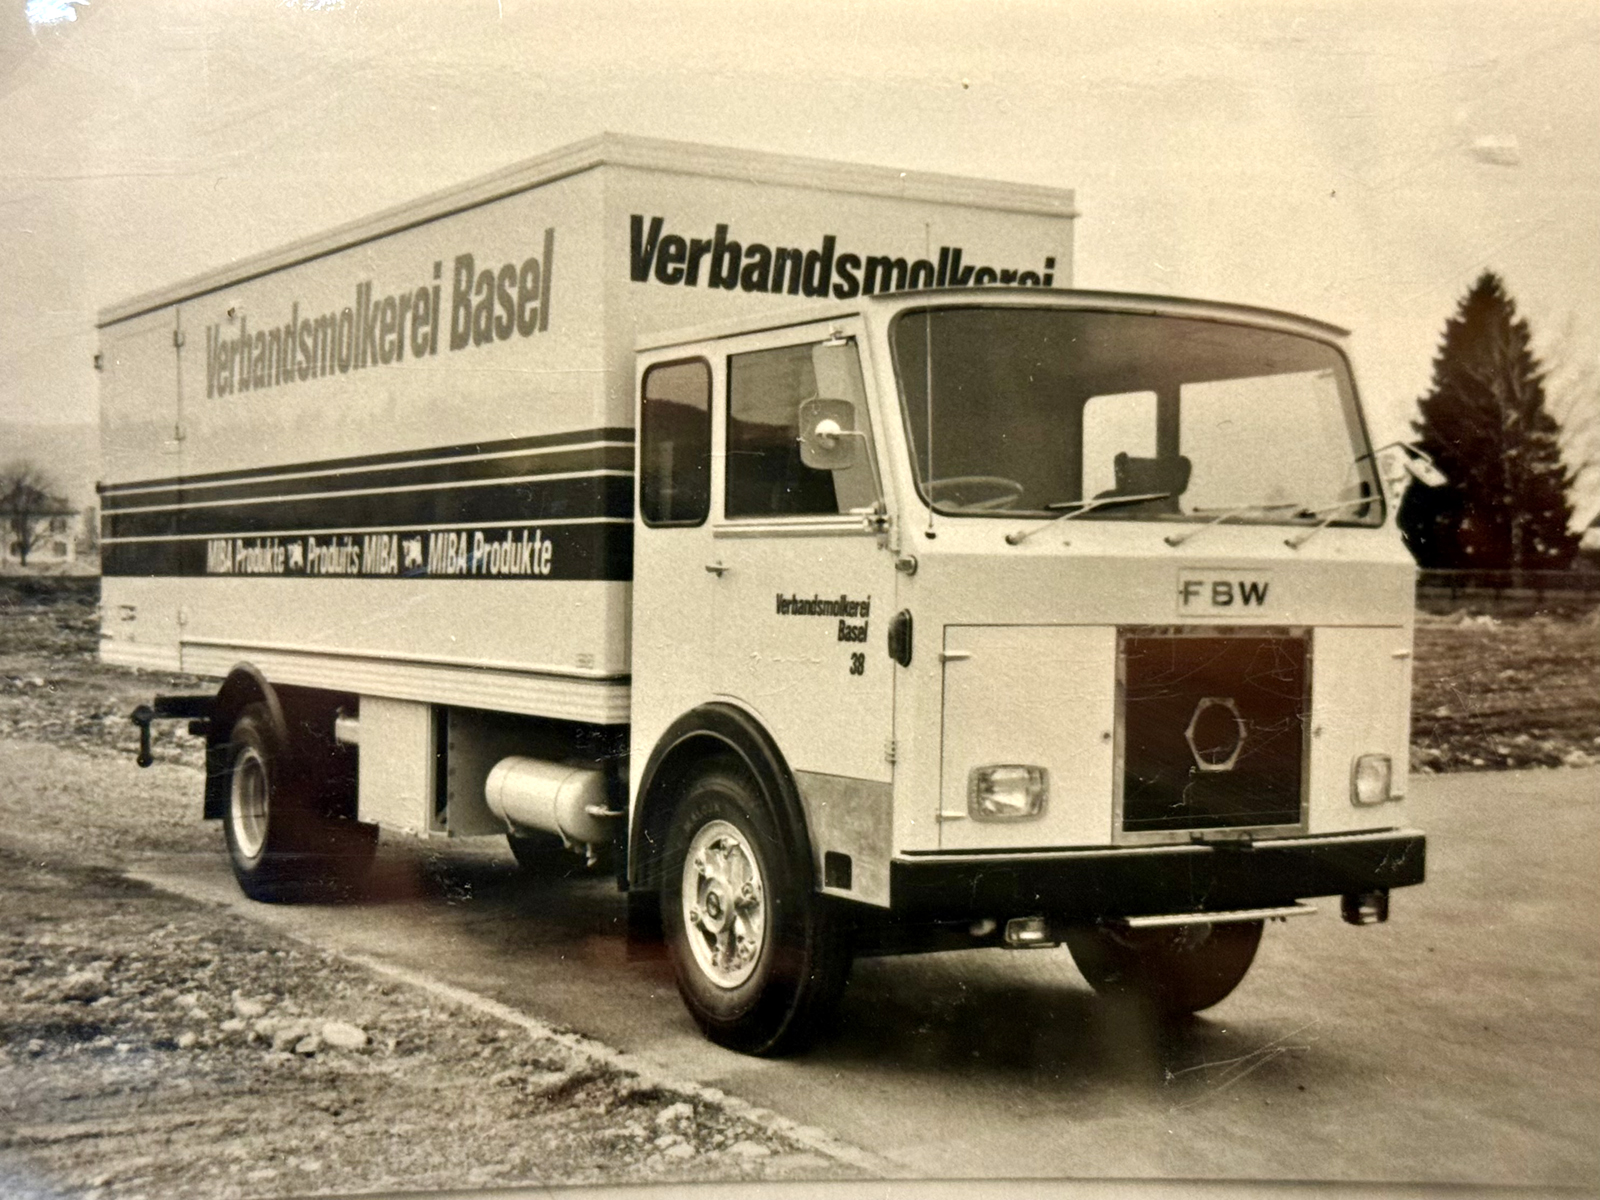 Verbandsmolkerei Basel
Verbandsmolkerei
MIBA Produkte Produits MIBA MIBA Produkte
Verbandsmolkerei
Basel
38
FBW